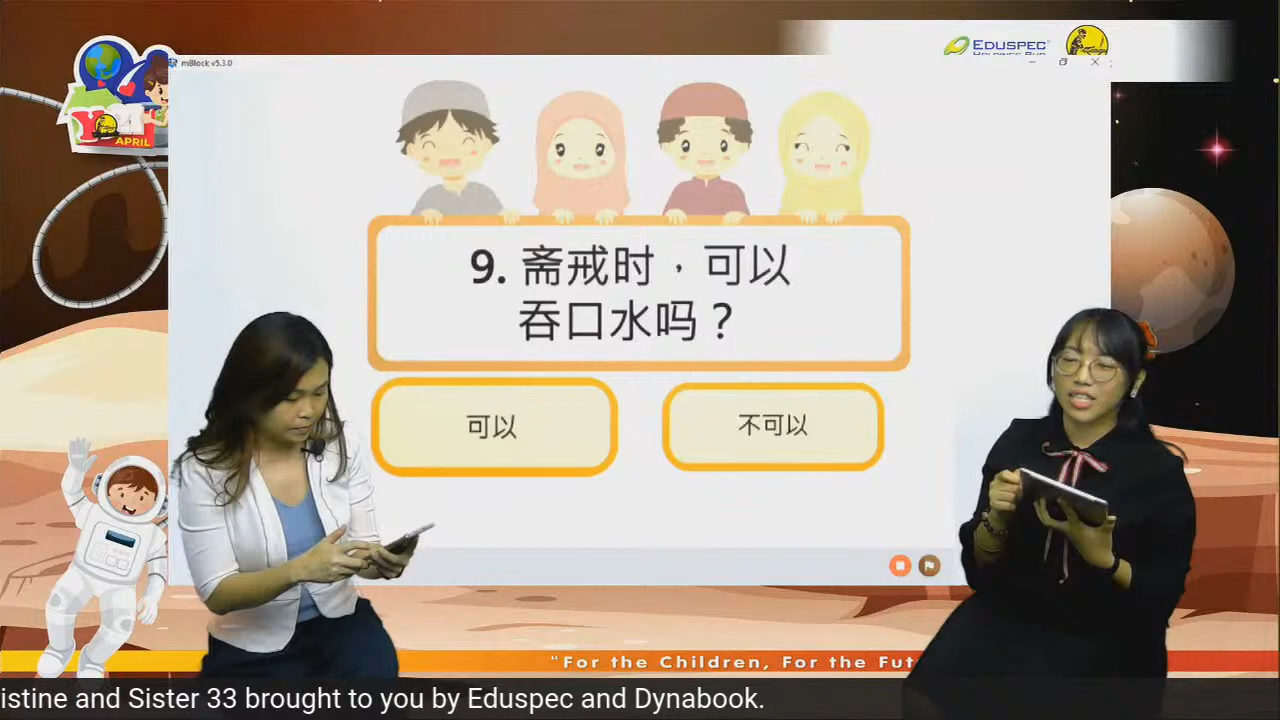 EDUSPEC
mBlock v5.3.0
APRIL
9. 斋戒时，可以
吞口水吗？
可以
不可以
"For the Children, For the Fut
istine and Sister 33 brought to you by Eduspec and Dynabook.